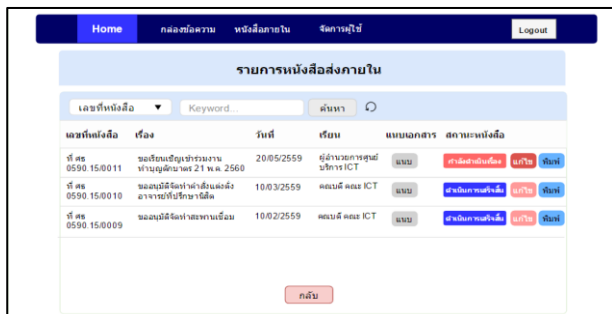 Home กล่องข้อความ หนังสือภายใน จัดการผู้ใช้ Logout
รายการหนังสือส่งภายใน
เลขที่หนังสือ ▼ Keyword... ค้นหา
เลขที่หนังสือ เรื่อง วันที่ เรียน แนบเอกสาร สถานะหนังสือ
ที่ ศธ ขอเรียนเชิญเข้าร่วมงาน 20/05/2559 ผู้อำนวยการศูนย์ แนบ กำลังดำเนินเรื่อง แก้ไข พิมพ์
0590.15/0011 ทำบุญตักบาตร 21 พ.ค. 2560 บริการ ICT
ที่ ศธ ขออนุมัติจัดทำคำสั่งแต่งตั้ง 10/03/2559 คณบดี คณะ ICT แนบ ดำเนินการเสร็จสิ้น แก้ไข พิมพ์
0590.15/0010 อาจารย์ที่ปรึกษานิสิต
ที่ ศธ ขออนุมัติจัดทำสะพานเชื่อม 10/02/2559 คณบดี คณะ ICT แนบ ดำเนินการเสร็จสิ้น แก้ไข พิมพ์
0590.15/0009
กลับ